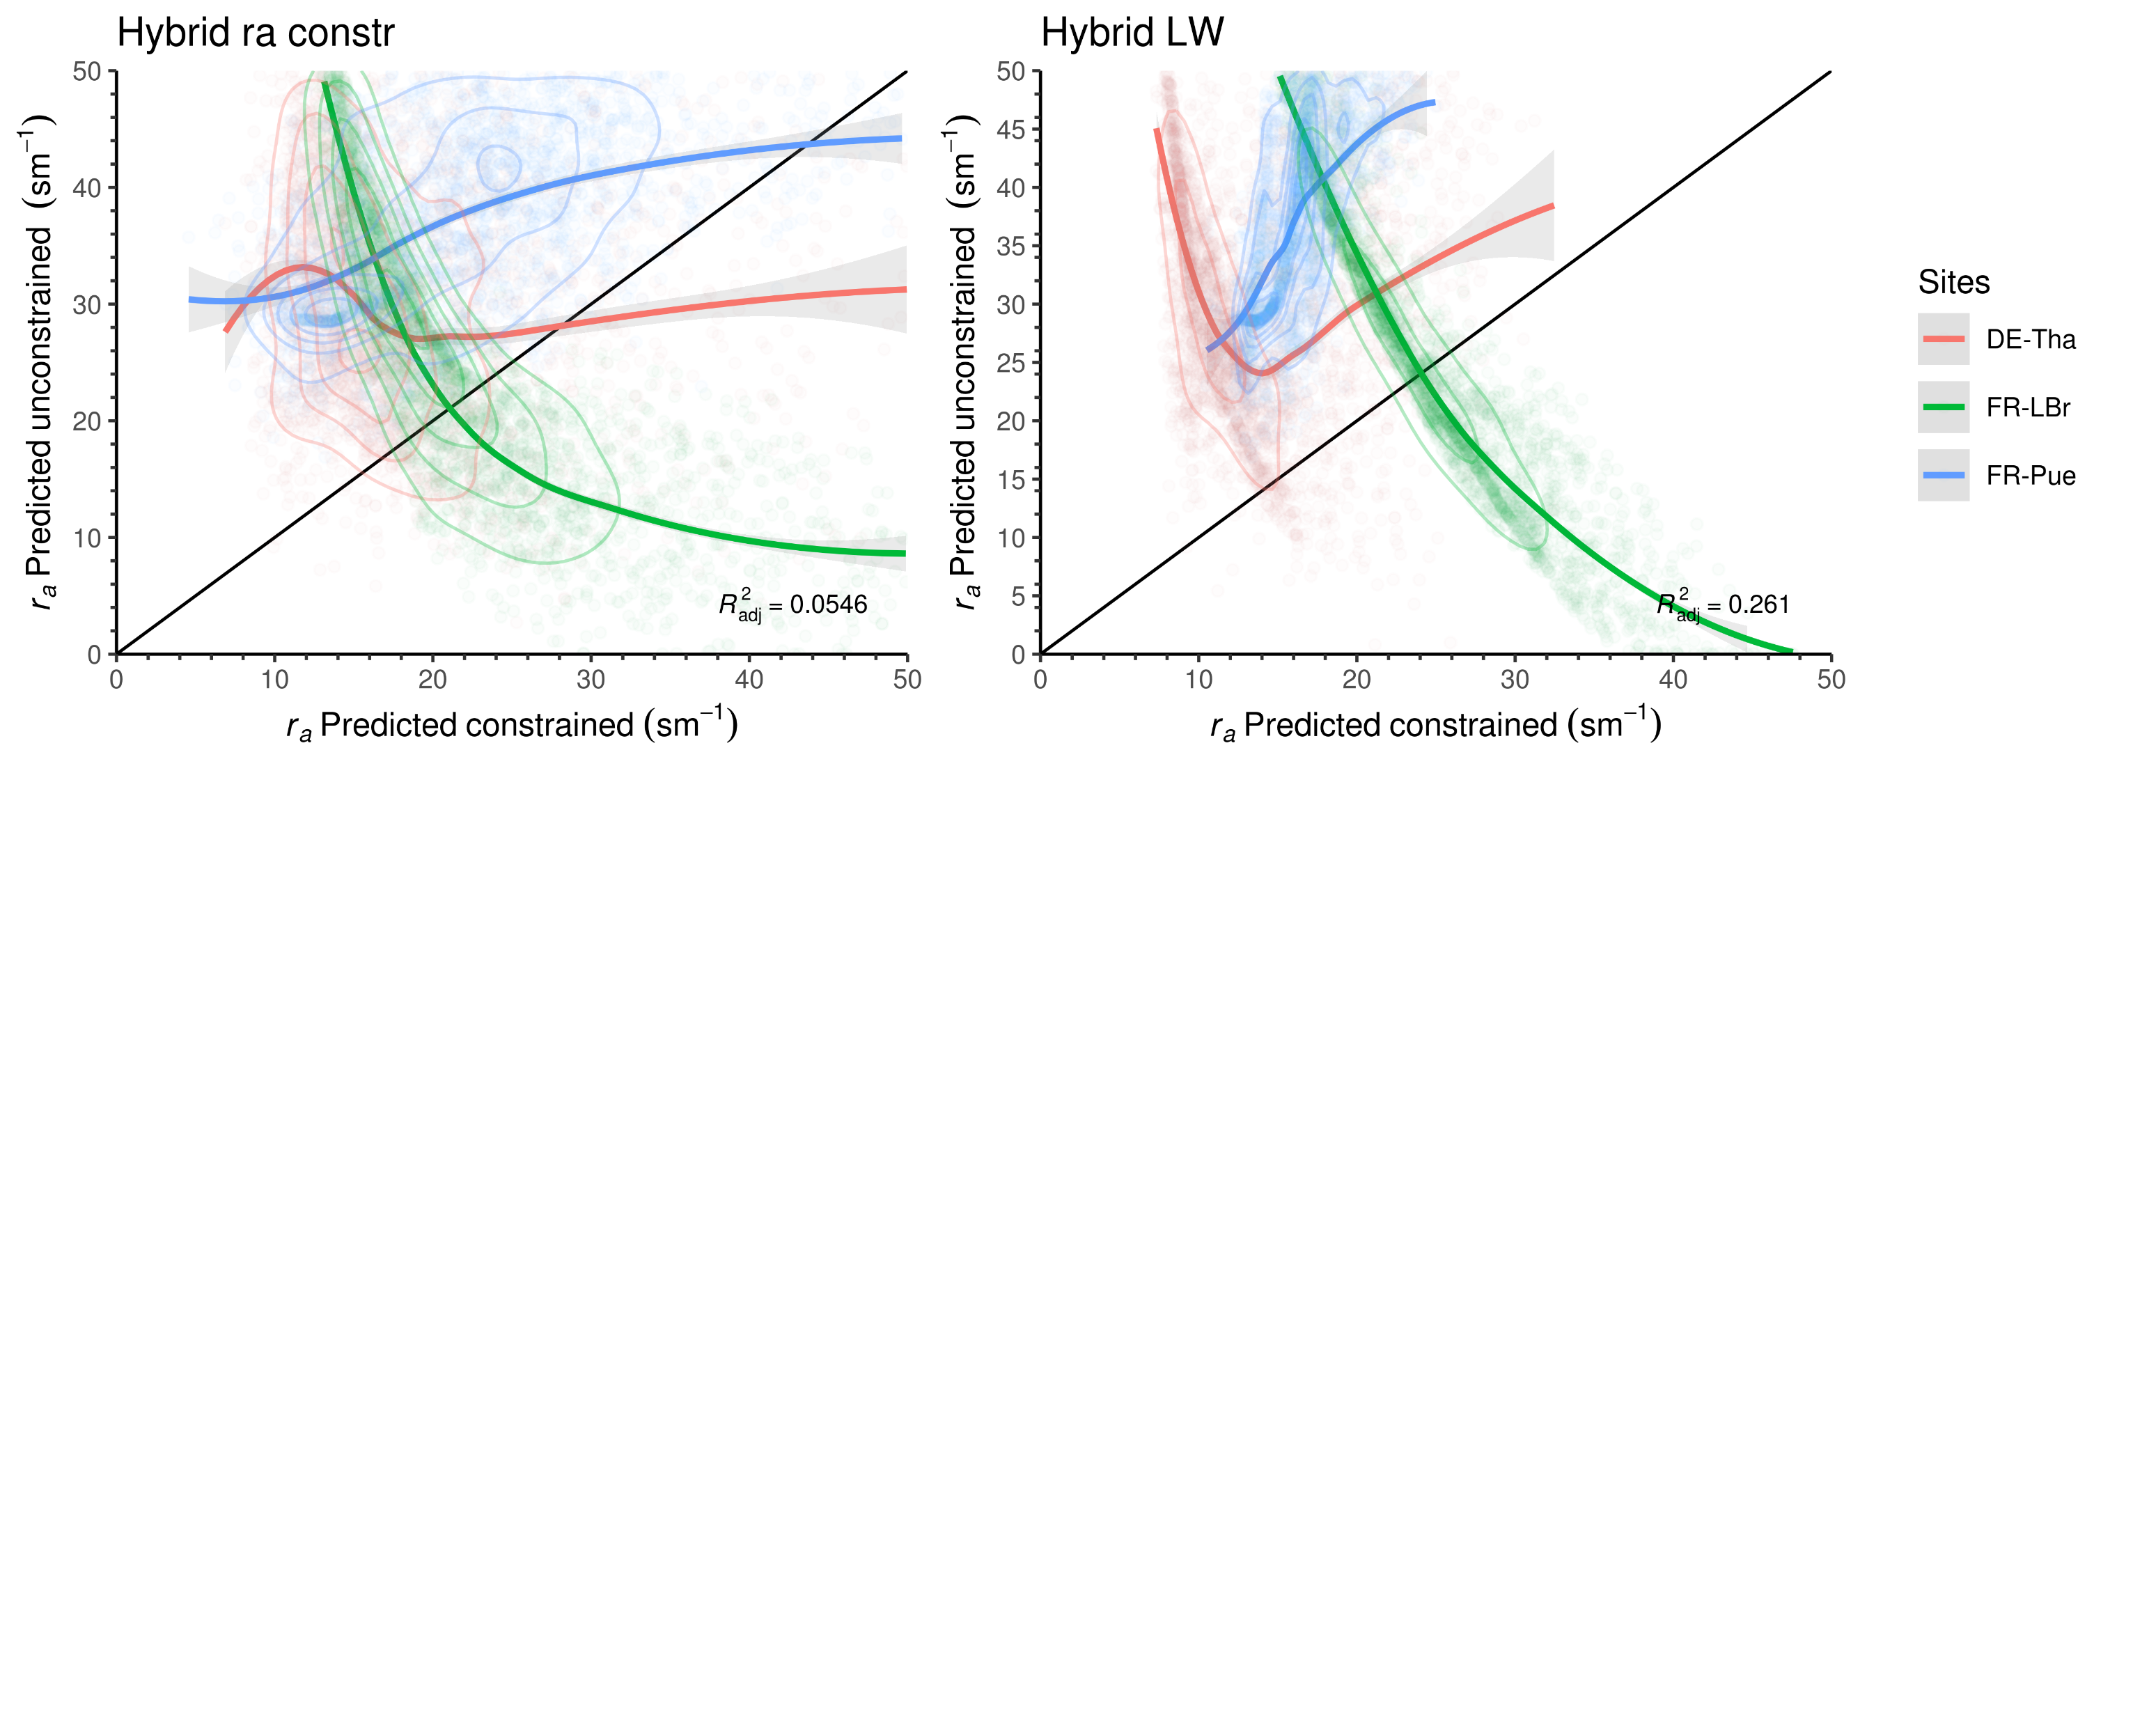 Hybrid ra constr
50
40
30
20
10
0
0 10 20 30 40 50
rₐ Predicted unconstrained (sm⁻¹)
rₐ Predicted constrained (sm⁻¹)
R²adj = 0.0546
Hybrid LW
50
45
40
35
30
25
20
15
10
5
0
0 10 20 30 40 50
rₐ Predicted unconstrained (sm⁻¹)
rₐ Predicted constrained (sm⁻¹)
R²adj = 0.261
Sites
DE-Tha
FR-LBr
FR-Pue